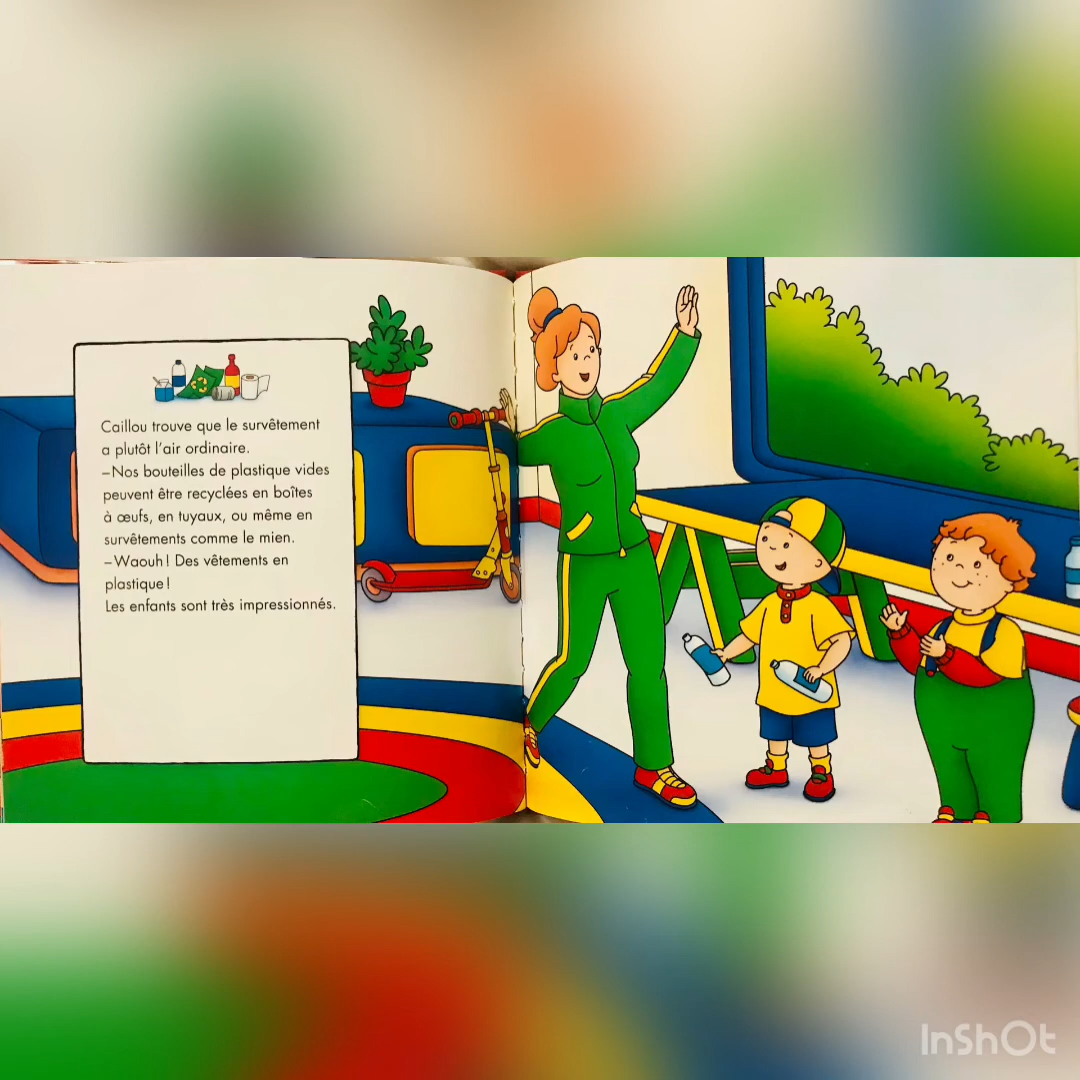 Caillou trouve que le survêtement
a plutôt l'air ordinaire.
–Nos bouteilles de plastique vides
peuvent être recyclées en boîtes
à œufs, en tuyaux, ou même en
survêtements comme le mien.
–Waouh! Des vêtements en
plastique!
Les enfants sont très impressionnés.
InShOt